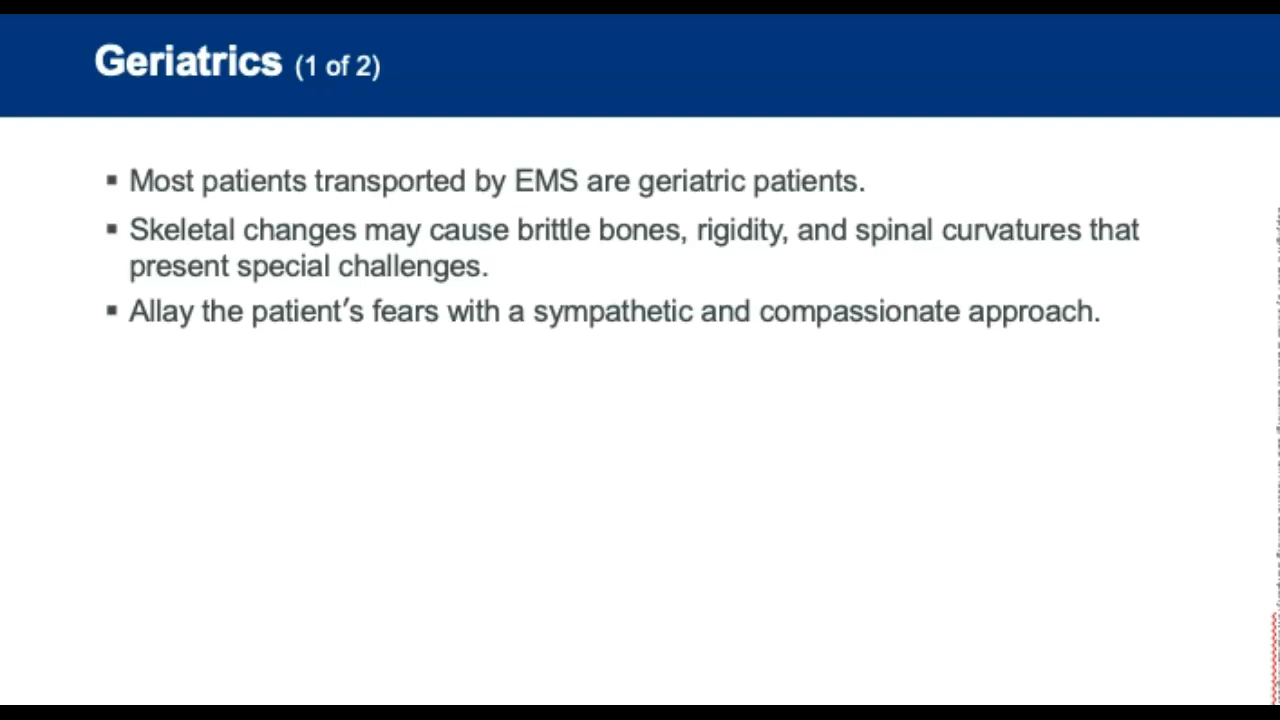 Geriatrics (1 of 2)
▪ Most patients transported by EMS are geriatric patients.
▪ Skeletal changes may cause brittle bones, rigidity, and spinal curvatures that
present special challenges.
▪ Allay the patient’s fears with a sympathetic and compassionate approach.